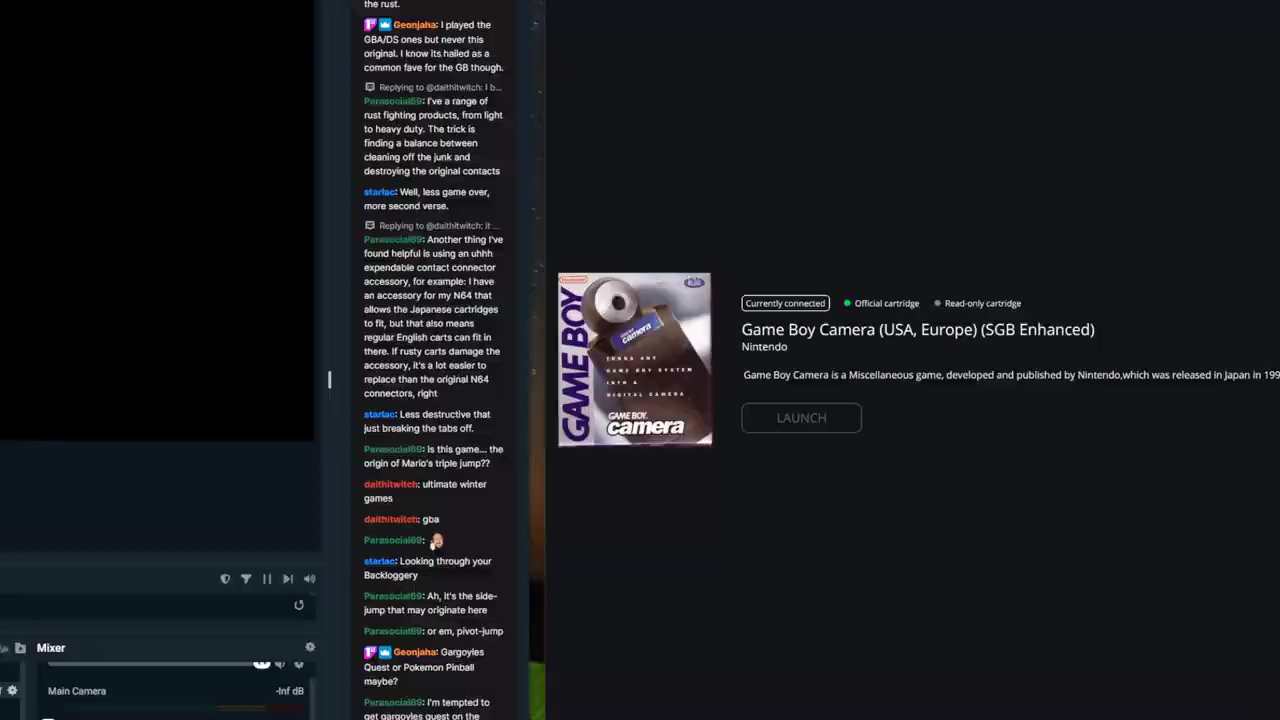 the rust.
Geonjaha: I played the
GBA/DS ones but never this
original. I know its hailed as a
common fave for the GB though.
Replying to @daithitwitch: I b...
Parasocial69: I've a range of
rust fighting products, from light
to heavy duty. The trick is
finding a balance between
cleaning off the junk and
destroying the original contacts
starlac: Well, less game over,
more second verse.
Replying to @daithitwitch: it ...
Parasocial69: Another thing I've
found helpful is using an uhhh
expendable contact connector
accessory, for example: I have
an accessory for my N64 that
allows the Japanese cartridges
to fit, but that also means
regular English carts can fit in
there. If rusty carts damage the
accessory, it's a lot easier to
replace than the original N64
connectors, right
starlac: Less destructive that
just breaking the tabs off.
Parasocial69: Is this game... the
origin of Mario's triple jump??
daithitwitch: ultimate winter
games
daithitwitch: gba
Parasocial69:
starlac: Looking through your
Backloggery
Parasocial69: Ah, it's the side-
jump that may originate here
Parasocial69: or em, pivot-jump
Geonjaha: Gargoyles
Quest or Pokemon Pinball
maybe?
Parasocial69: I'm tempted to
get gargoyles quest on the
Mixer
Main Camera
-Inf dB
Nintendo
GAME BOY
camera
TURNS ANY
GAME BOY SYSTEM
INTO A
DIGITAL CAMERA
GAME BOY
camera
Currently connected
Official cartridge
Read-only cartridge
Game Boy Camera (USA, Europe) (SGB Enhanced)
Nintendo
Game Boy Camera is a Miscellaneous game, developed and published by Nintendo,which was released in Japan in 199
LAUNCH